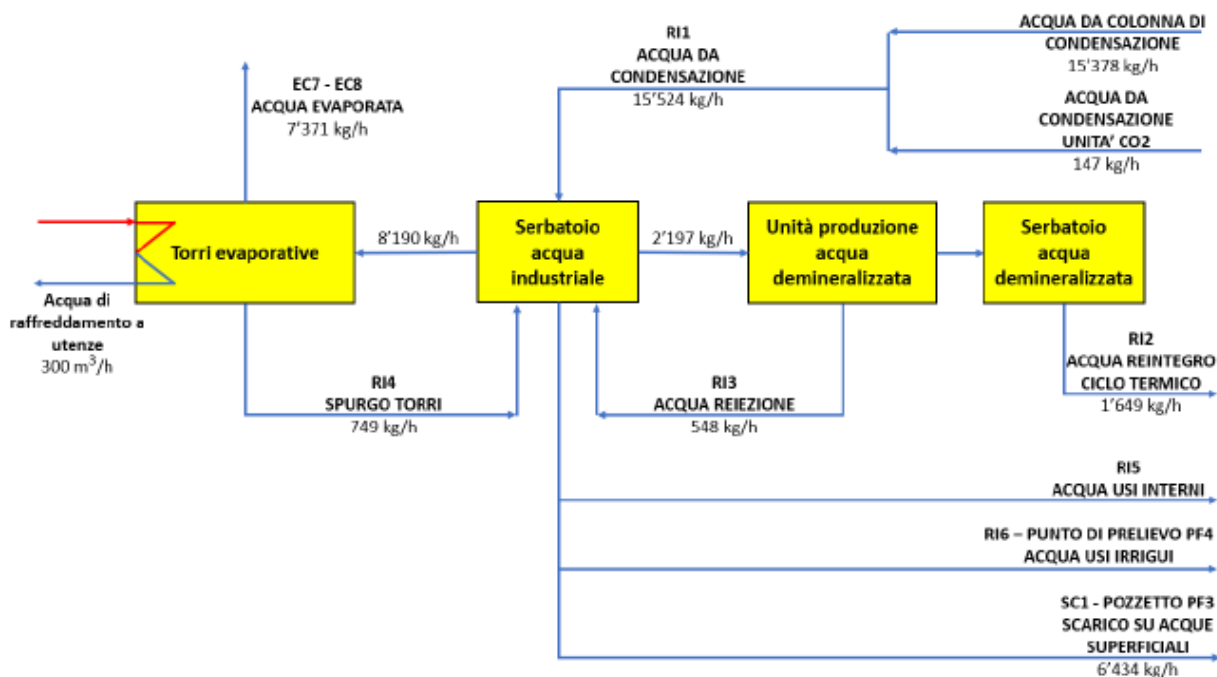 ACQUA DA COLONNA DI
CONDENSAZIONE
15'378 kg/h
ACQUA DA
CONDENSAZIONE
UNITA' CO2
147 kg/h
RI1
ACQUA DA
CONDENSAZIONE
15'524 kg/h
EC7 - EC8
ACQUA EVAPORATA
7'371 kg/h
Torri evaporative
8'190 kg/h
Serbatoio
acqua
industriale
2'197 kg/h
Unità produzione
acqua
demineralizzata
Serbatoio
acqua
demineralizzata
Acqua di
raffreddamento a
utenze
300 m³/h
RI4
SPURGO TORRI
749 kg/h
RI3
ACQUA REIEZIONE
548 kg/h
RI2
ACQUA REINTEGRO
CICLO TERMICO
1'649 kg/h
RI5
ACQUA USI INTERNI
RI6 – PUNTO DI PRELIEVO PF4
ACQUA USI IRRIGUI
SC1 - POZZETTO PF3
SCARICO SU ACQUE
SUPERFICIALI
6'434 kg/h